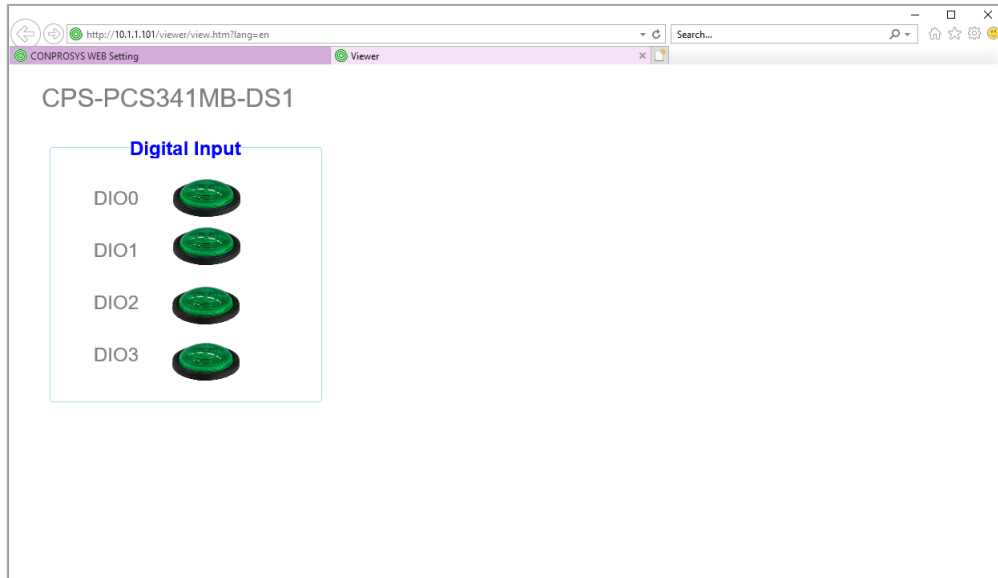 http://10.1.1.101/viewer/view.htm?lang=en
Search...
CONPROSYS WEB Setting
Viewer
CPS-PCS341MB-DS1
Digital Input
DIO0
DIO1
DIO2
DIO3